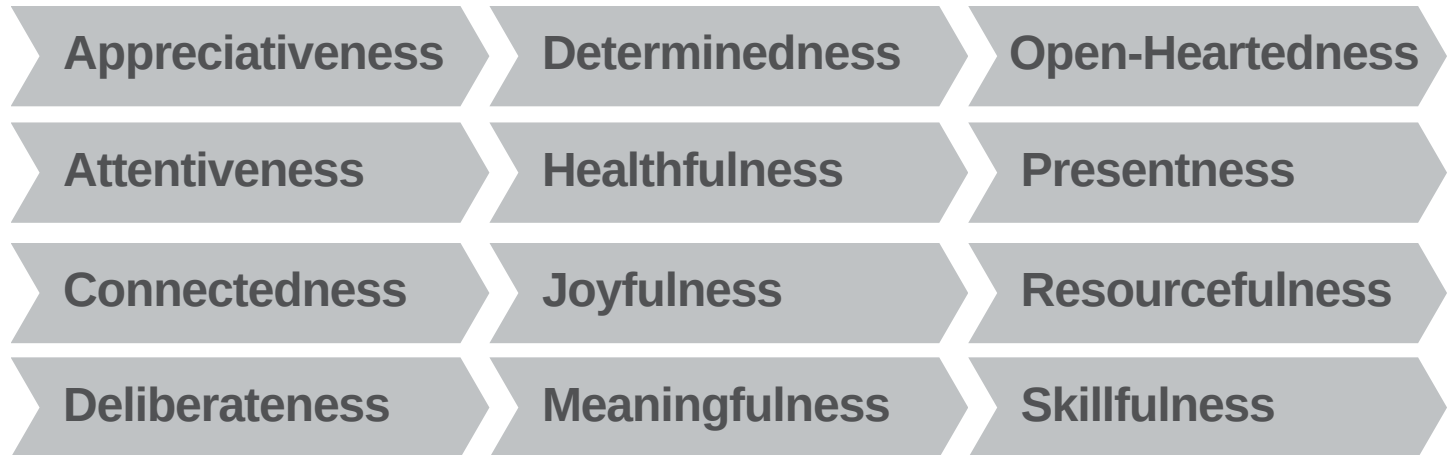 Appreciativeness Determinedness Open-Heartedness
Attentiveness Healthfulness Presentness
Connectedness Joyfulness Resourcefulness
Deliberateness Meaningfulness Skillfulness